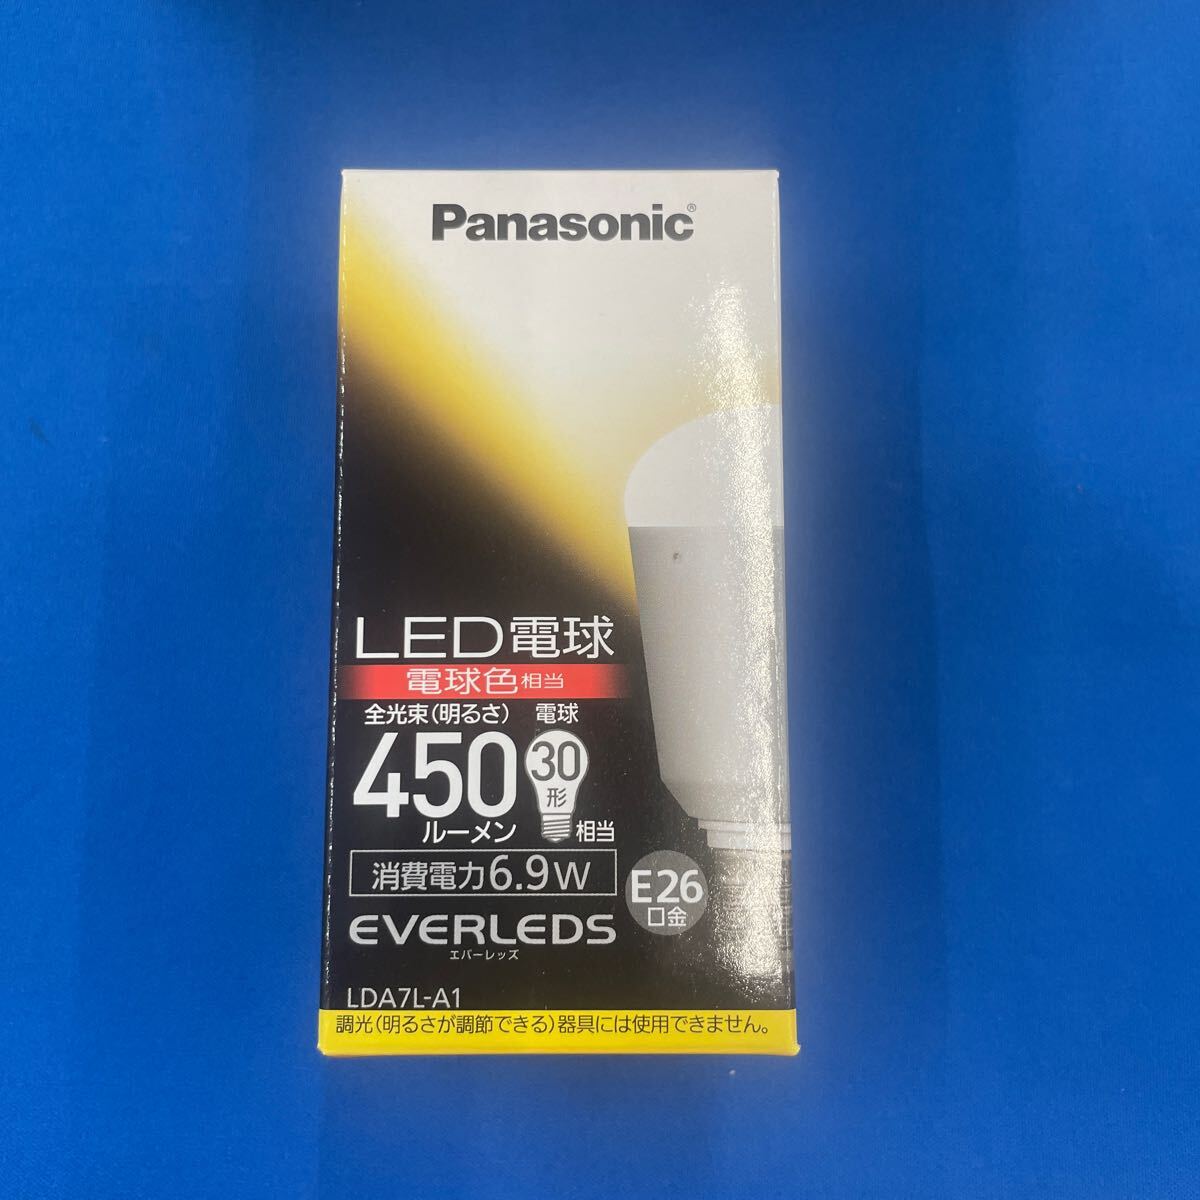 Panasonic®
LED電球
電球色相当
全光束(明るさ) 電球
450
ルーメン
30
形
相当
消費電力6.9W
E26
口金
EVERLEDS
エバーレッズ
LDA7L-A1
調光(明るさが調節できる)器具には使用できません。